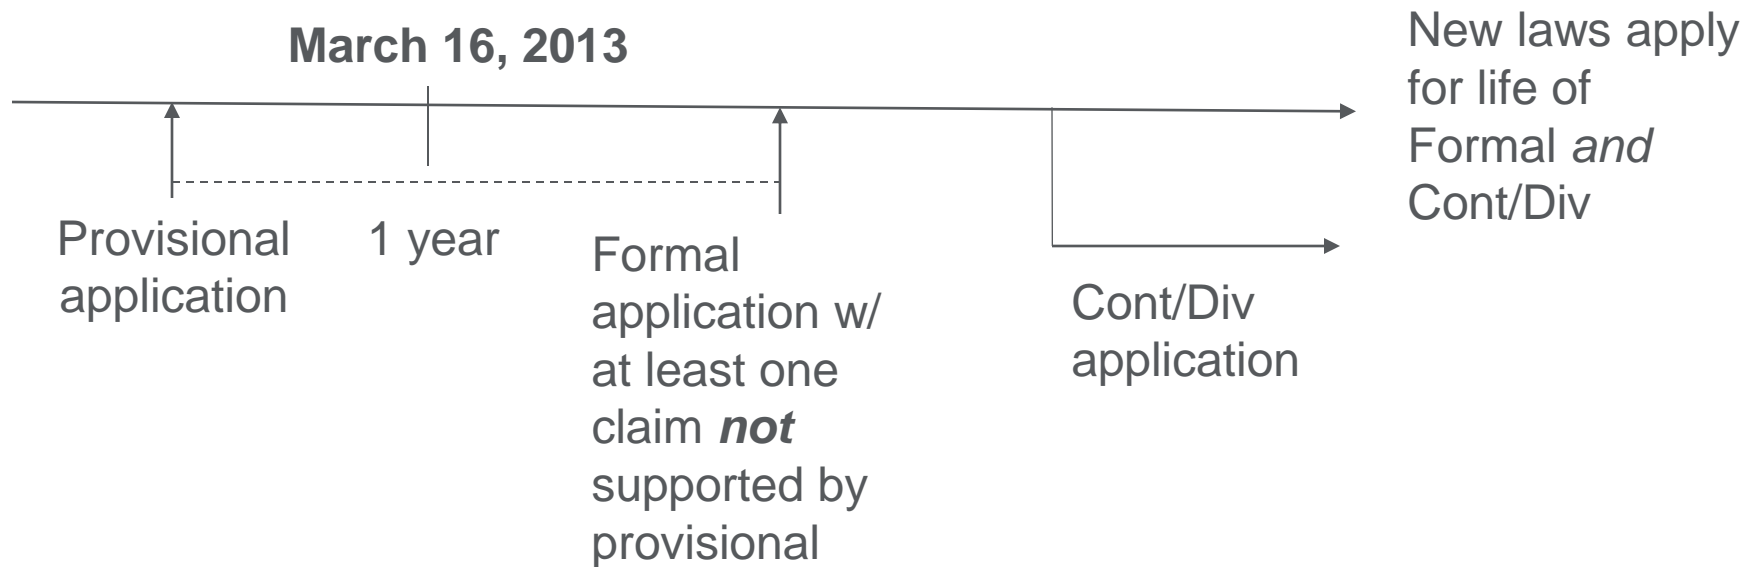 March 16, 2013
New laws apply
for life of
Formal and
Cont/Div
Provisional
application
1 year
Formal
application w/
at least one
claim not
supported by
provisional
Cont/Div
application